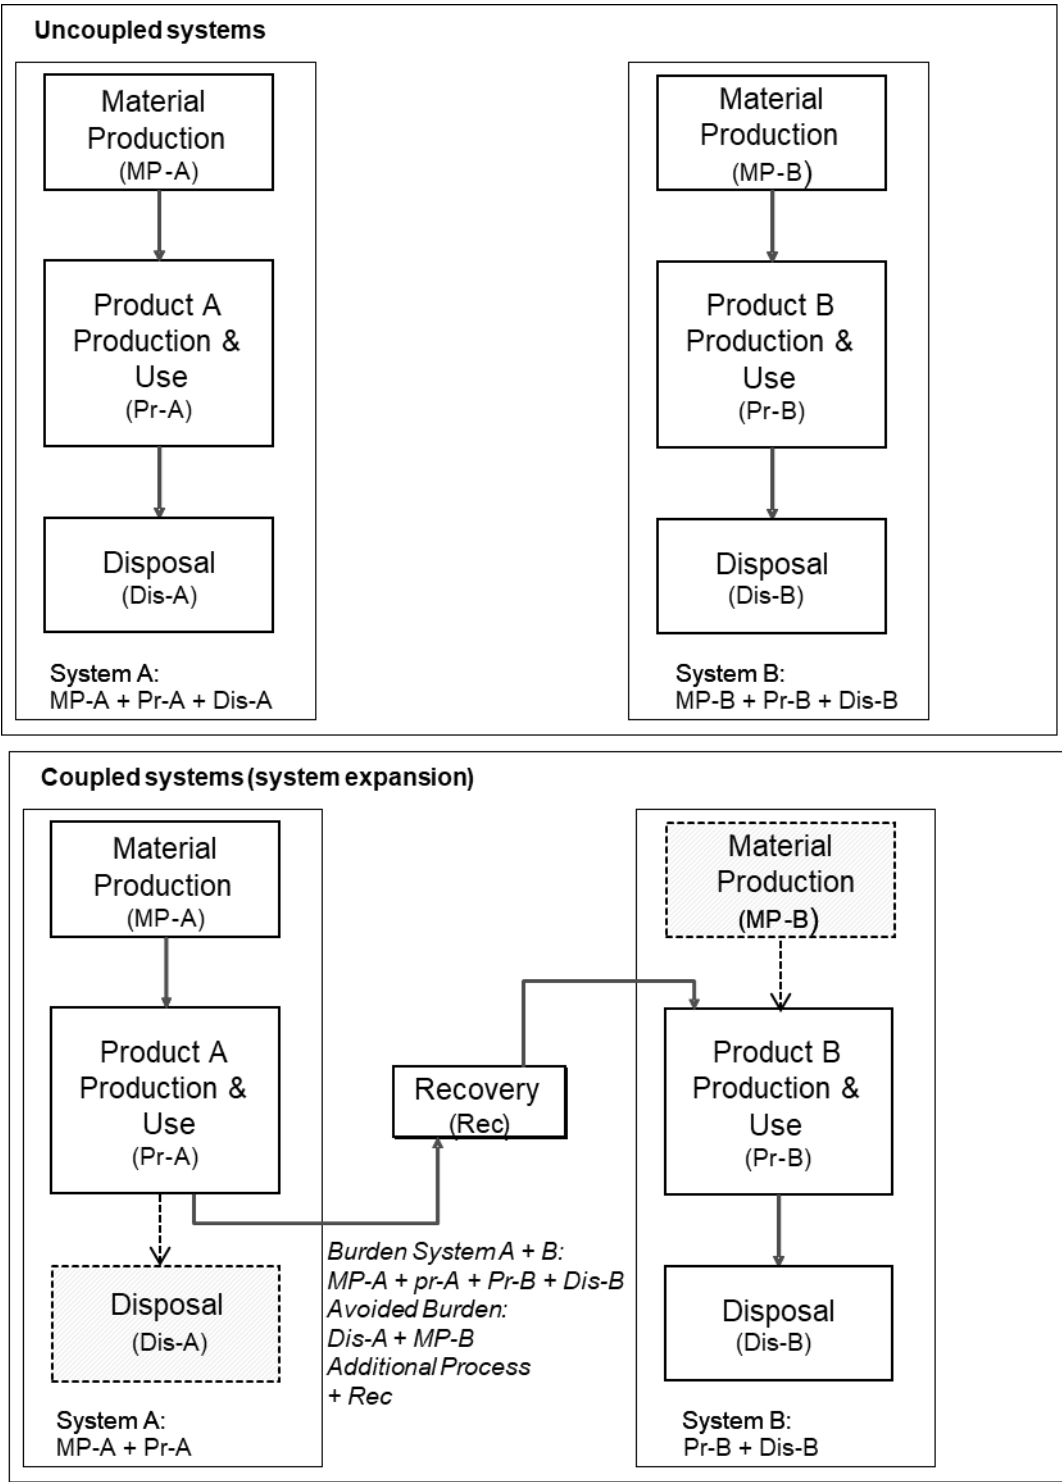 Uncoupled systems
Material
Production
(MP-A)
Product A
Production &
Use
(Pr-A)
Disposal
(Dis-A)
System A:
MP-A + Pr-A + Dis-A
Material
Production
(MP-B)
Product B
Production &
Use
(Pr-B)
Disposal
(Dis-B)
System B:
MP-B + Pr-B + Dis-B
Coupled systems (system expansion)
Material
Production
(MP-A)
Product A
Production &
Use
(Pr-A)
Disposal
(Dis-A)
System A:
MP-A + Pr-A
Recovery
(Rec)
Burden System A + B:
MP-A + pr-A + Pr-B + Dis-B
Avoided Burden:
Dis-A + MP-B
Additional Process
+ Rec
Material
Production
(MP-B)
Product B
Production &
Use
(Pr-B)
Disposal
(Dis-B)
System B:
Pr-B + Dis-B